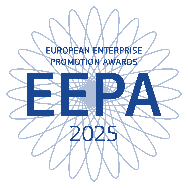 EUROPEAN ENTERPRISE
PROMOTION AWARDS
EEPA
2025